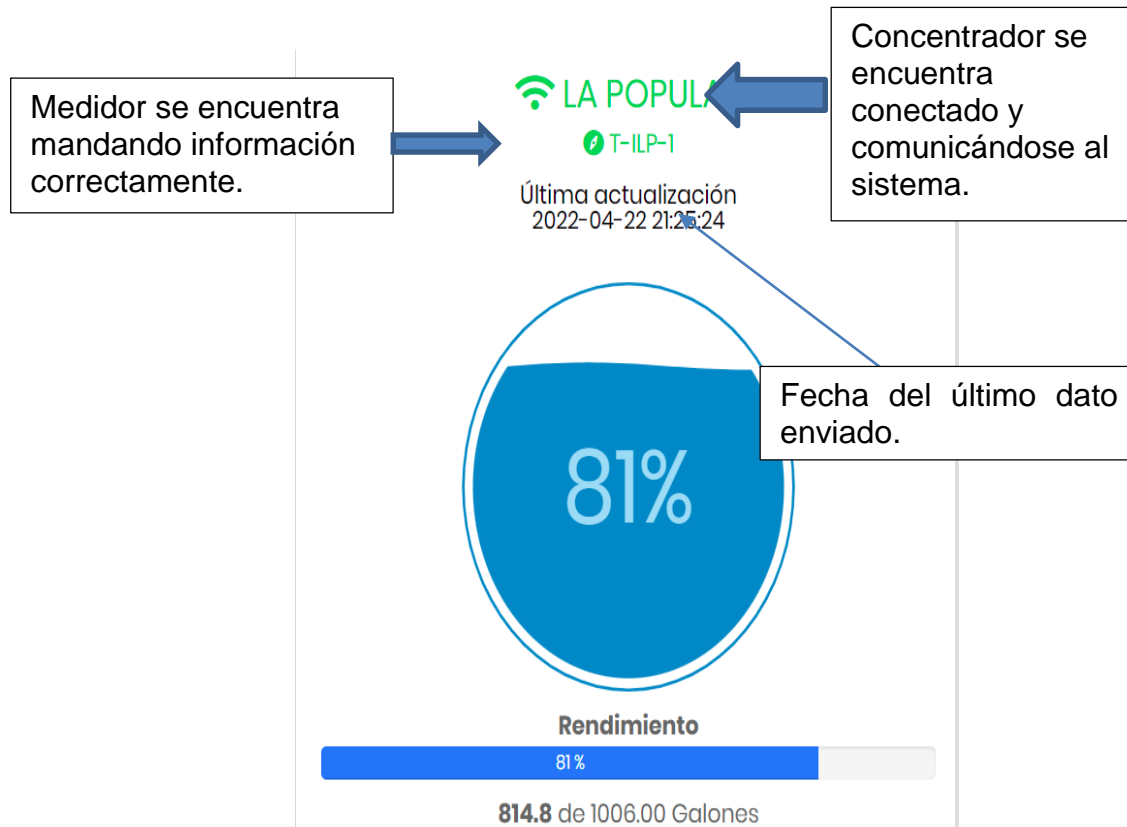 Concentrador se
encuentra
conectado y
comunicándose al
sistema.
Medidor se encuentra
mandando información
correctamente.
LA POPULA
T-ILP-1
Última actualización
2022-04-22 21:25:24
Fecha del último dato
enviado.
81%
Rendimiento
81 %
814.8 de 1006.00 Galones